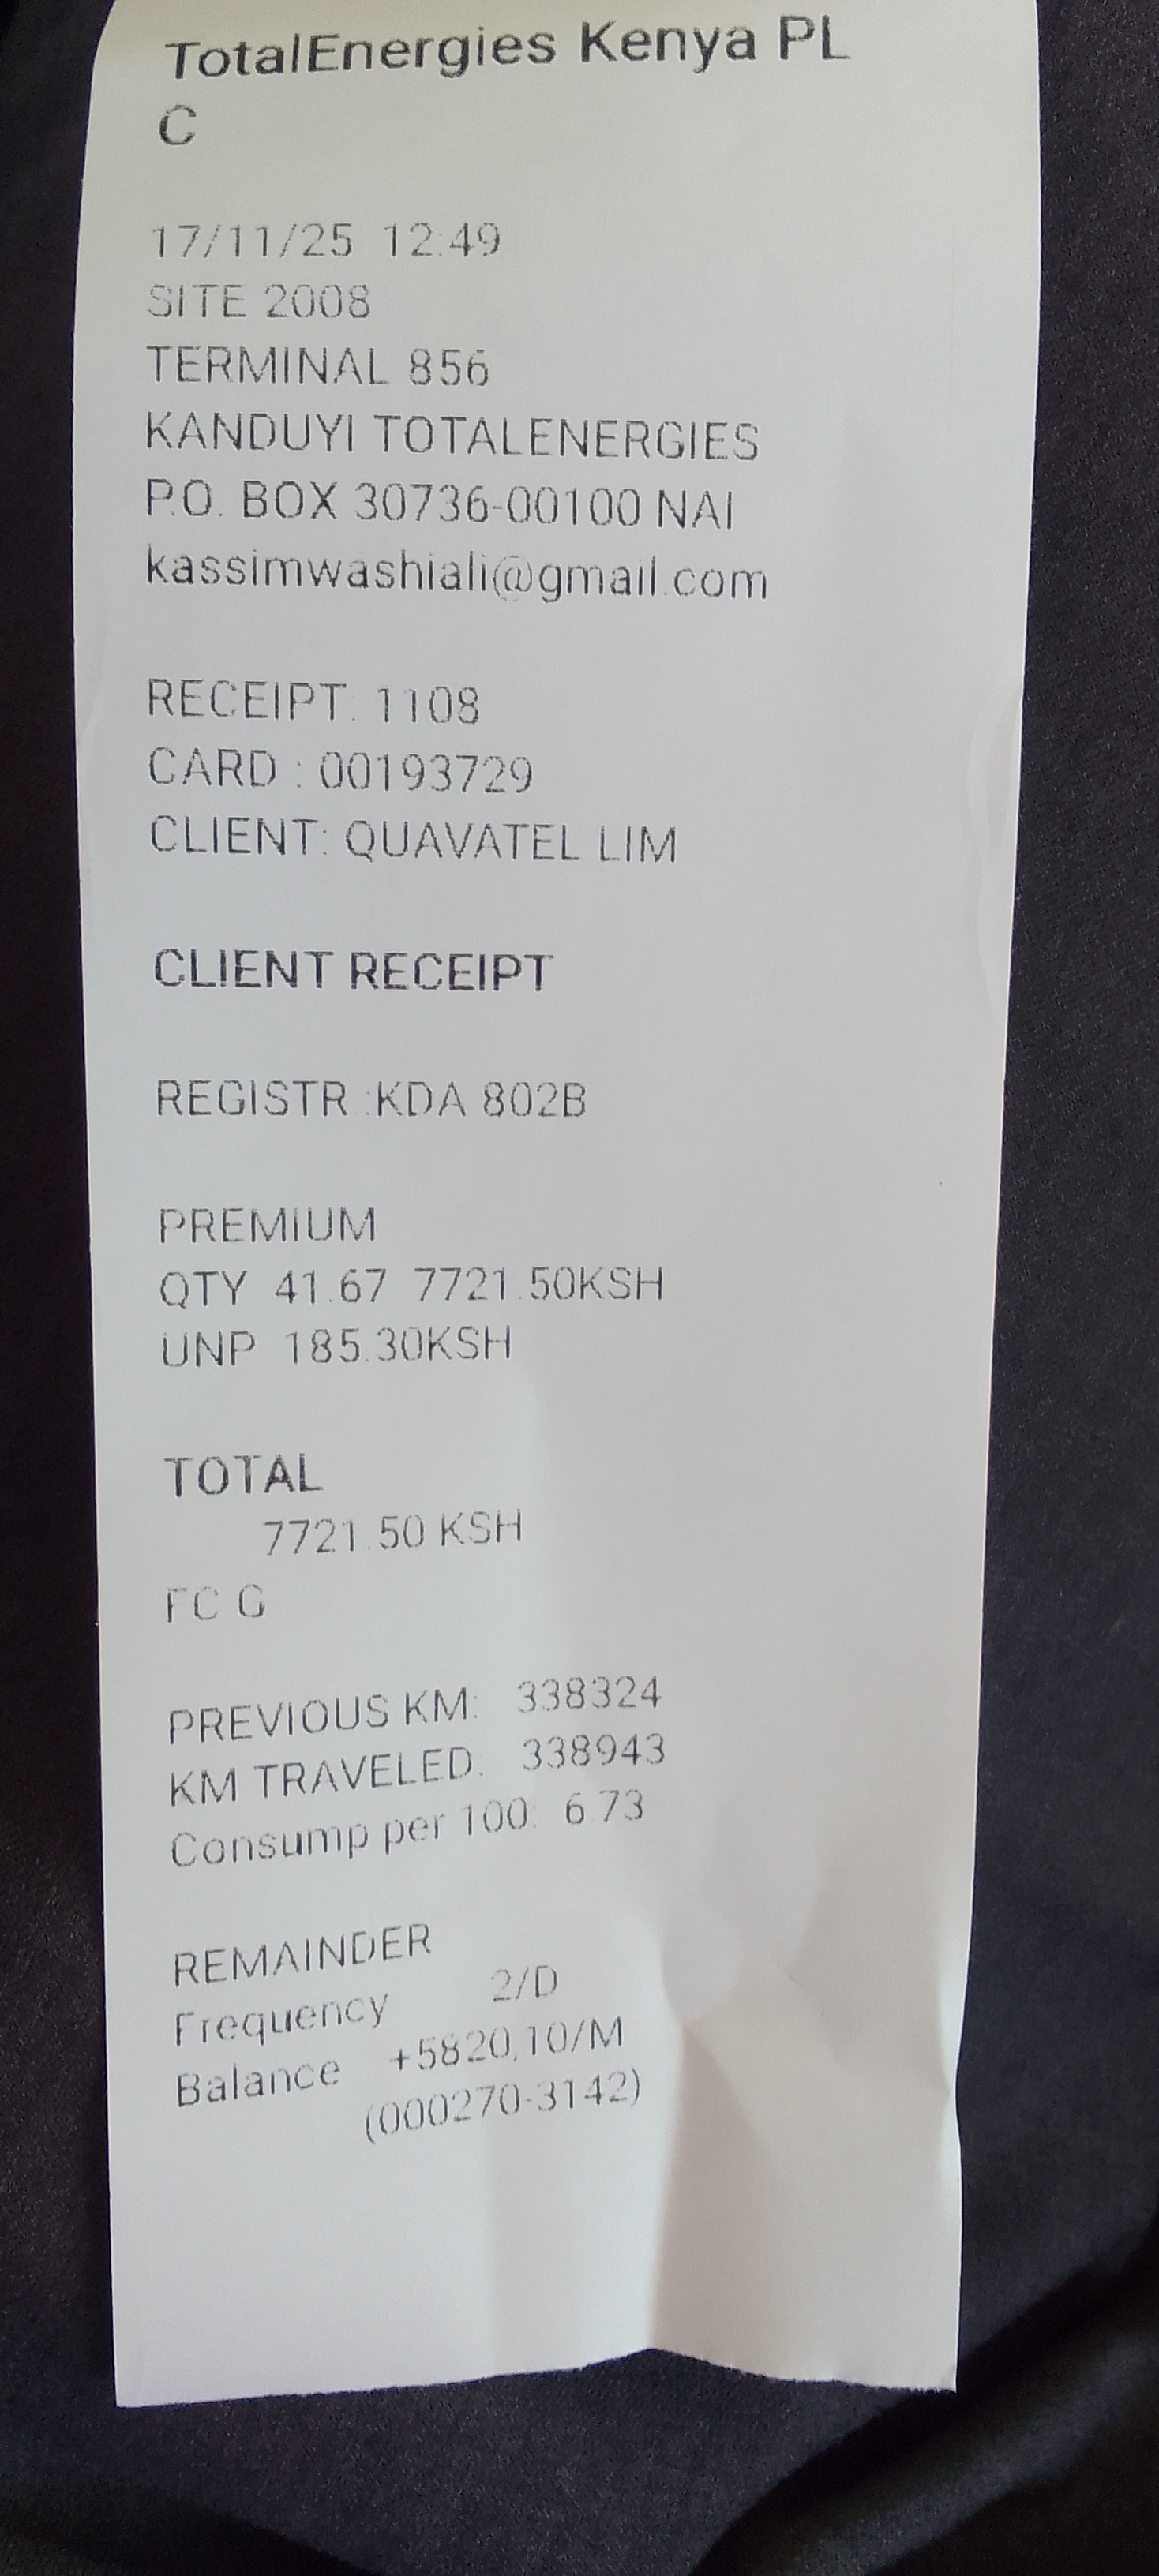 TotalEnergies Kenya PL
C
17/11/25 12:49
SITE 2008
TERMINAL 856
KANDUYI TOTALENERGIES
P.O. BOX 30736-00100 NAI
kassimwashiali@gmail.com
RECEIPT: 1108
CARD : 00193729
CLIENT: QUAVATEL LIM
CLIENT RECEIPT
REGISTR :KDA 802B
PREMIUM
QTY 41.67 7721.50KSH
UNP 185.30KSH
TOTAL
7721.50 KSH
FC G
PREVIOUS KM: 338324
KM TRAVELED: 338943
Consump per 100: 6.73
REMAINDER
Frequency 2/D
Balance +5820.10/M
(000270-3142)